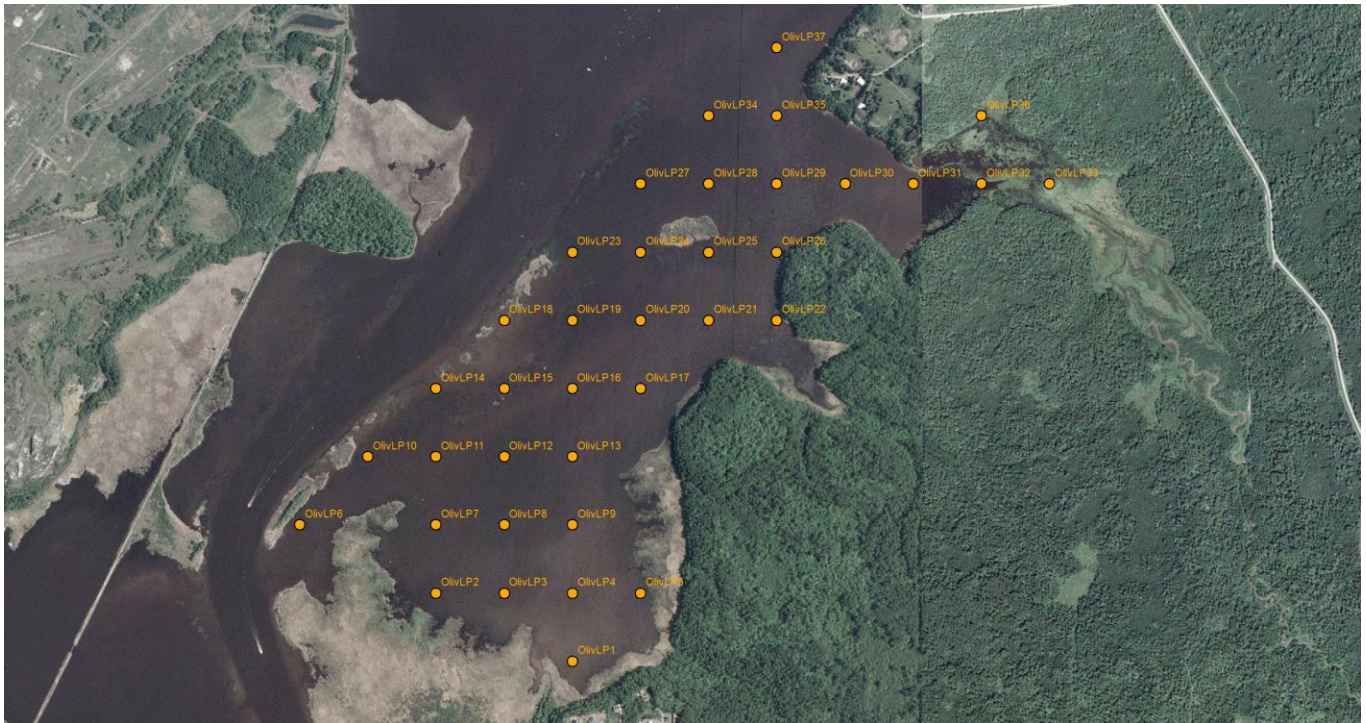 OlivLP37
OlivLP34 OlivLP35 OlivLP36
OlivLP27 OlivLP28 OlivLP29 OlivLP30 OlivLP31 OlivLP32 OlivLP33
OlivLP23 OlivLP24 OlivLP25 OlivLP26
OlivLP18 OlivLP19 OlivLP20 OlivLP21 OlivLP22
OlivLP14 OlivLP15 OlivLP16 OlivLP17
OlivLP10 OlivLP11 OlivLP12 OlivLP13
OlivLP6 OlivLP7 OlivLP8 OlivLP9
OlivLP2 OlivLP3 OlivLP4 OlivLP5
OlivLP1